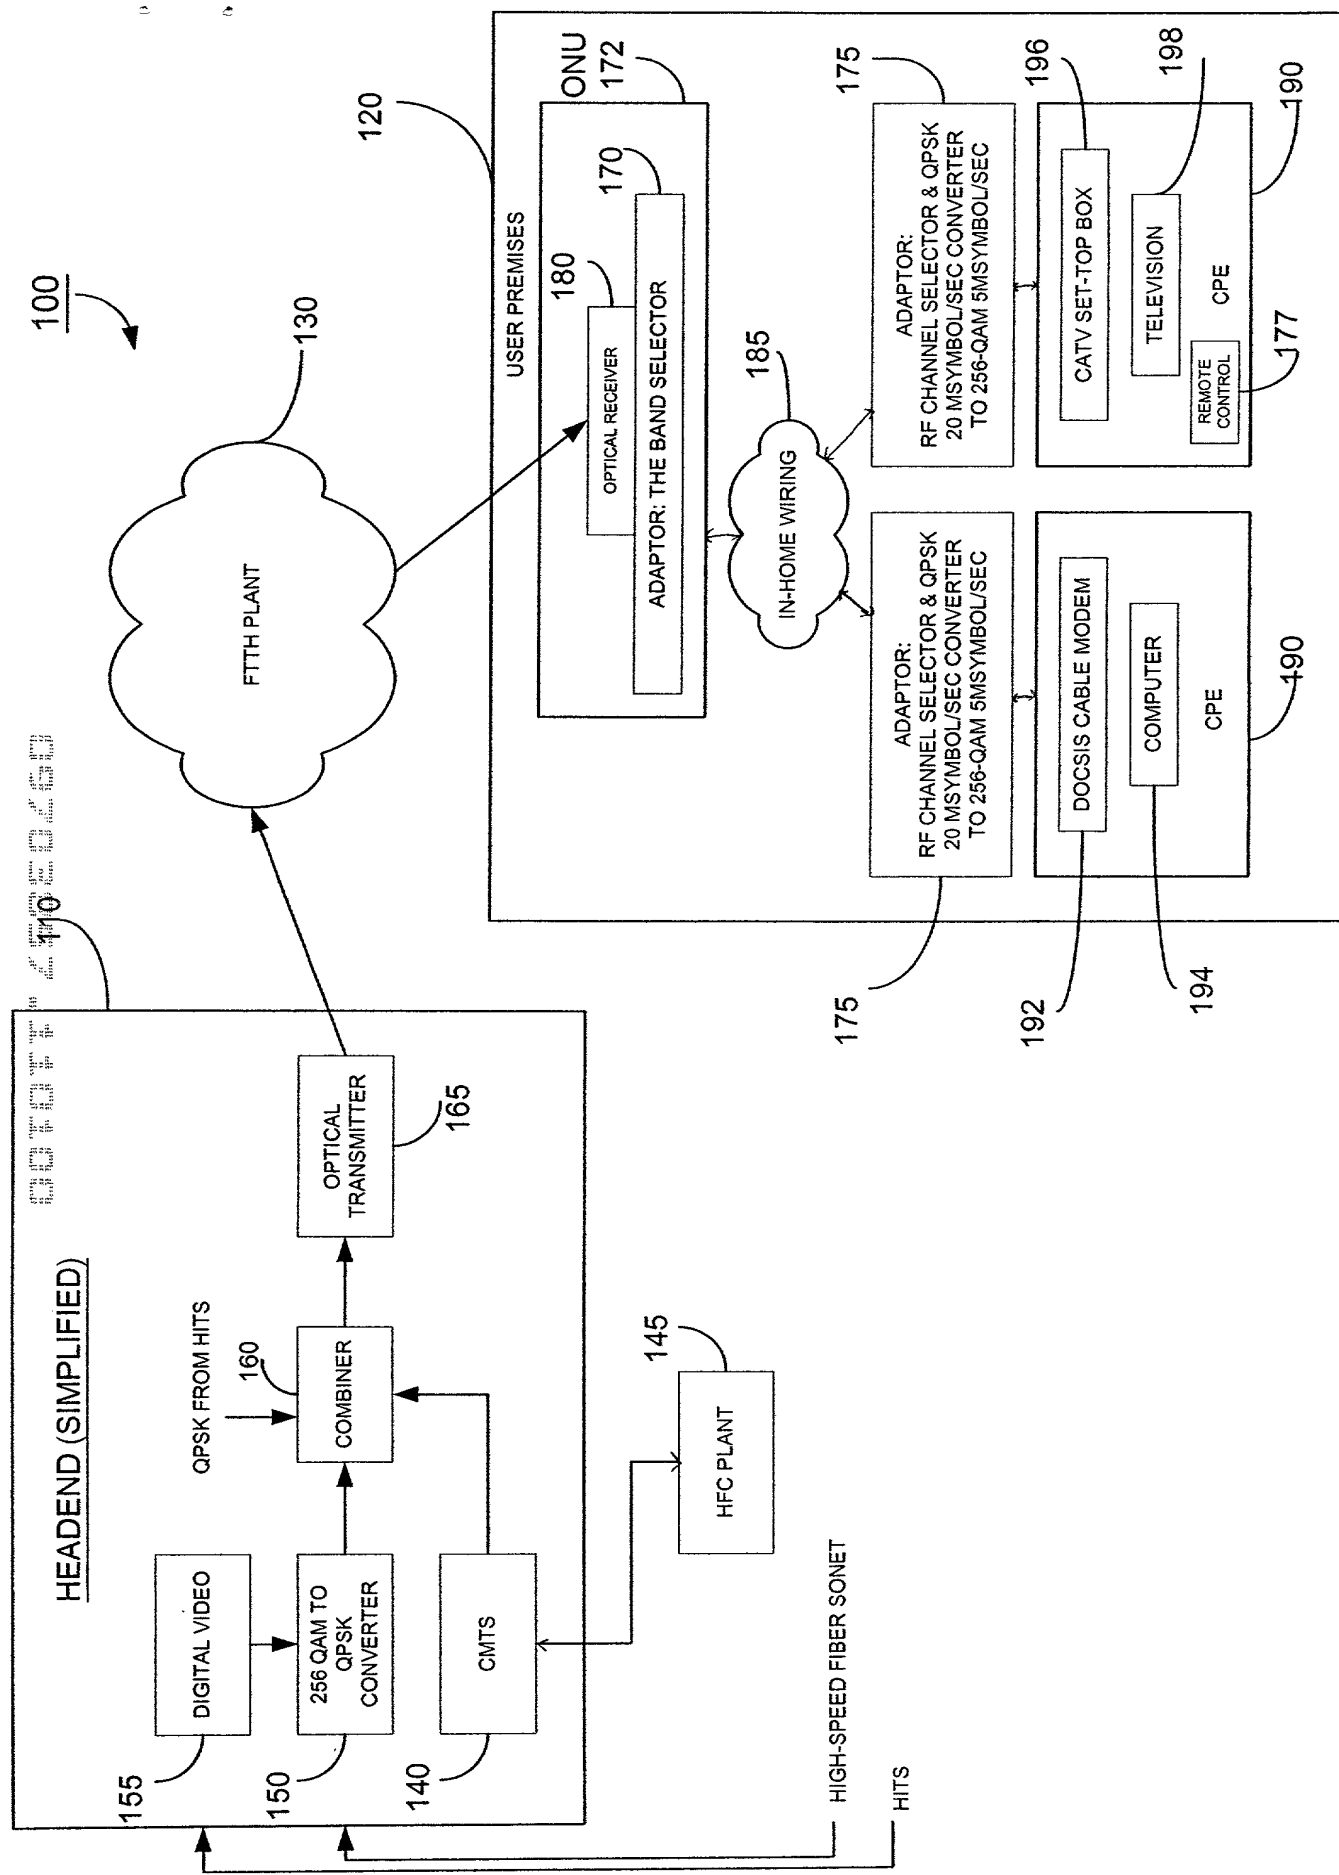 100
HEADEND (SIMPLIFIED)
110
DIGITAL VIDEO
155
256 QAM TO
QPSK
CONVERTER
150
CMTS
140
QPSK FROM HITS
160
COMBINER
OPTICAL
TRANSMITTER
165
HFC PLANT
145
HIGH-SPEED FIBER SONET
HITS
FTTH PLANT
130
120
USER PREMISES
ONU
172
OPTICAL RECEIVER
180
ADAPTOR: THE BAND SELECTOR
170
IN-HOME WIRING
185
ADAPTOR:
RF CHANNEL SELECTOR & QPSK
20 MSYMBOL/SEC CONVERTER
TO 256-QAM 5MSYMBOL/SEC
175
ADAPTOR:
RF CHANNEL SELECTOR & QPSK
20 MSYMBOL/SEC CONVERTER
TO 256-QAM 5MSYMBOL/SEC
175
DOCSIS CABLE MODEM
192
COMPUTER
194
CPE
190
CATV SET-TOP BOX
196
TELEVISION
198
REMOTE
CONTROL
177
CPE
190